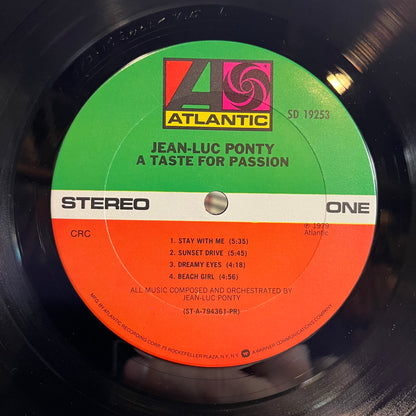 ATLANTIC
SD 19253
JEAN-LUC PONTY
A TASTE FOR PASSION
STEREO
ONE
CRC
℗ 1979
Atlantic
1. STAY WITH ME (5:35)
2. SUNSET DRIVE (5:45)
3. DREAMY EYES (4:18)
4. BEACH GIRL (4:56)
ALL MUSIC COMPOSED AND ORCHESTRATED BY
JEAN-LUC PONTY
(ST-A-794361-PR)
MFG. BY ATLANTIC RECORDING CORP., 75 ROCKEFELLER PLAZA, N.Y., N.Y. A WARNER COMMUNICATIONS COMPANY